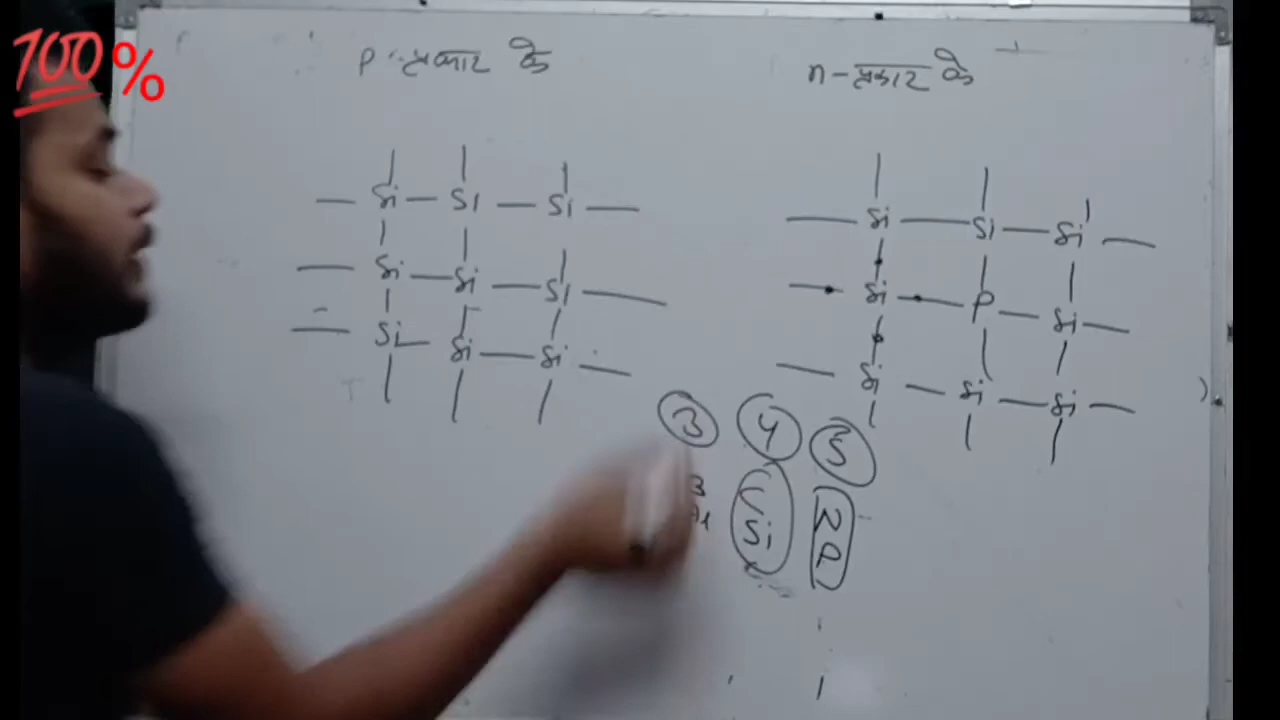 100%
p-प्रकार के
n-प्रकार के
Si — Si — Si
Si — Si — Si
Si — Si — Si
Si — Si — Si
Si — P — Si
Si — Si — Si
3 4 5
B C N
Al Si P